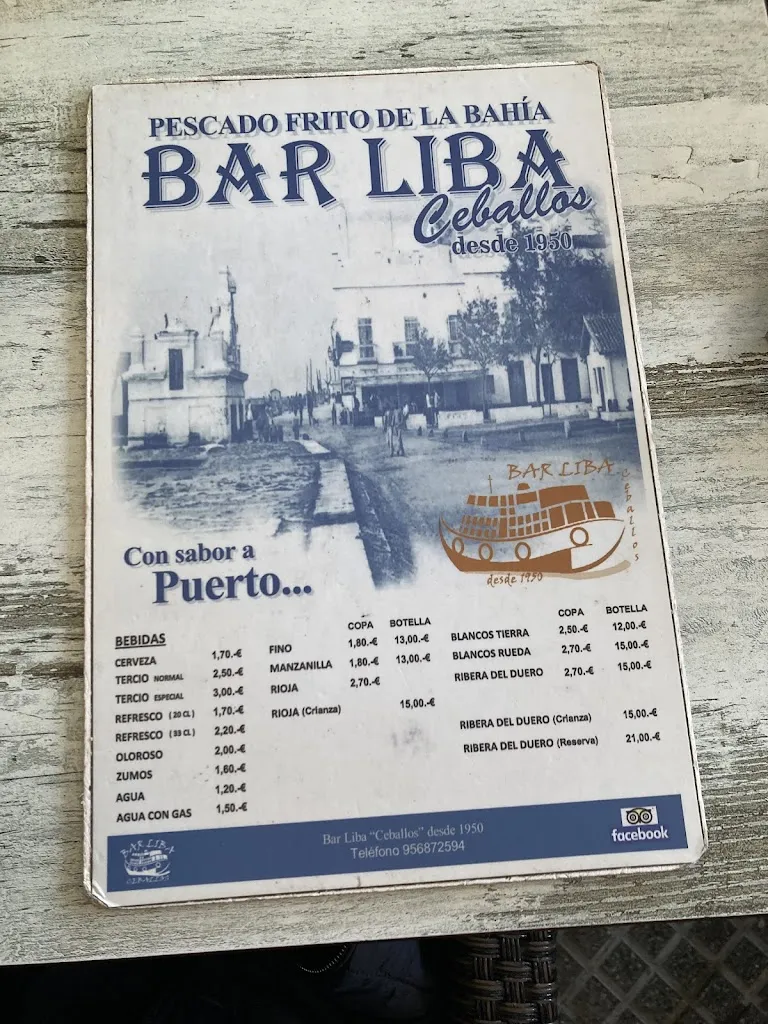 PESCADO FRITO DE LA BAHÍA
BAR LIBA
Ceballos
desde 1950
BAR LIBA
Ceballos
desde 1950
Con sabor a
Puerto...
BEBIDAS
CERVEZA 1,70.-€
TERCIO NORMAL 2,50.-€
TERCIO ESPECIAL 3,00.-€
REFRESCO (20 CL) 1,70.-€
REFRESCO (33 CL) 2,20.-€
OLOROSO 2,00.-€
ZUMOS 1,60.-€
AGUA 1,20.-€
AGUA CON GAS 1,50.-€
COPA BOTELLA
FINO 1,80.-€ 13,00.-€
MANZANILLA 1,80.-€ 13,00.-€
RIOJA 2,70.-€
RIOJA (Crianza) 15,00.-€
COPA BOTELLA
BLANCOS TIERRA 2,50.-€ 12,00.-€
BLANCOS RUEDA 2,70.-€ 15,00.-€
RIBERA DEL DUERO 2,70.-€ 15,00.-€
RIBERA DEL DUERO (Crianza) 15,00.-€
RIBERA DEL DUERO (Reserva) 21,00.-€
BAR LIBA
CEBALLOS
Bar Liba “Ceballos” desde 1950
Teléfono 956872594
facebook